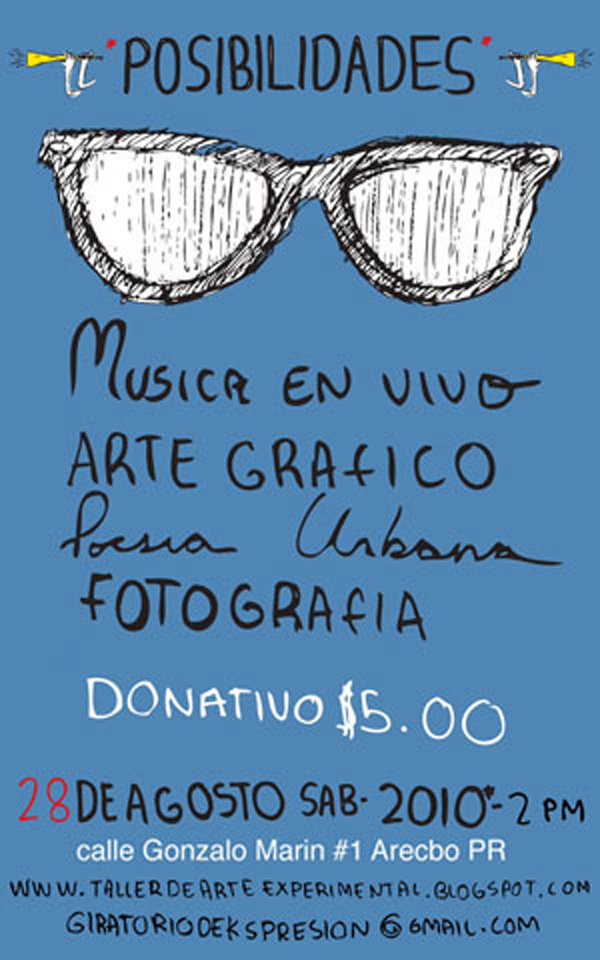 'POSIBILIDADES'
Musica EN VIVO
ARTE GRAfICO
Poesia Urbana
fOTOGRAfIA
DONATIVO $5.00
28 DE AGOSTO SAB- 2010*- 2 PM
calle Gonzalo Marin #1 Arecbo PR
WWW.TALLERDEARTEEXPERIMENTAL.BLOGSPOT.COM
GIRATORIODEKSPRESION@GMAIL.COM